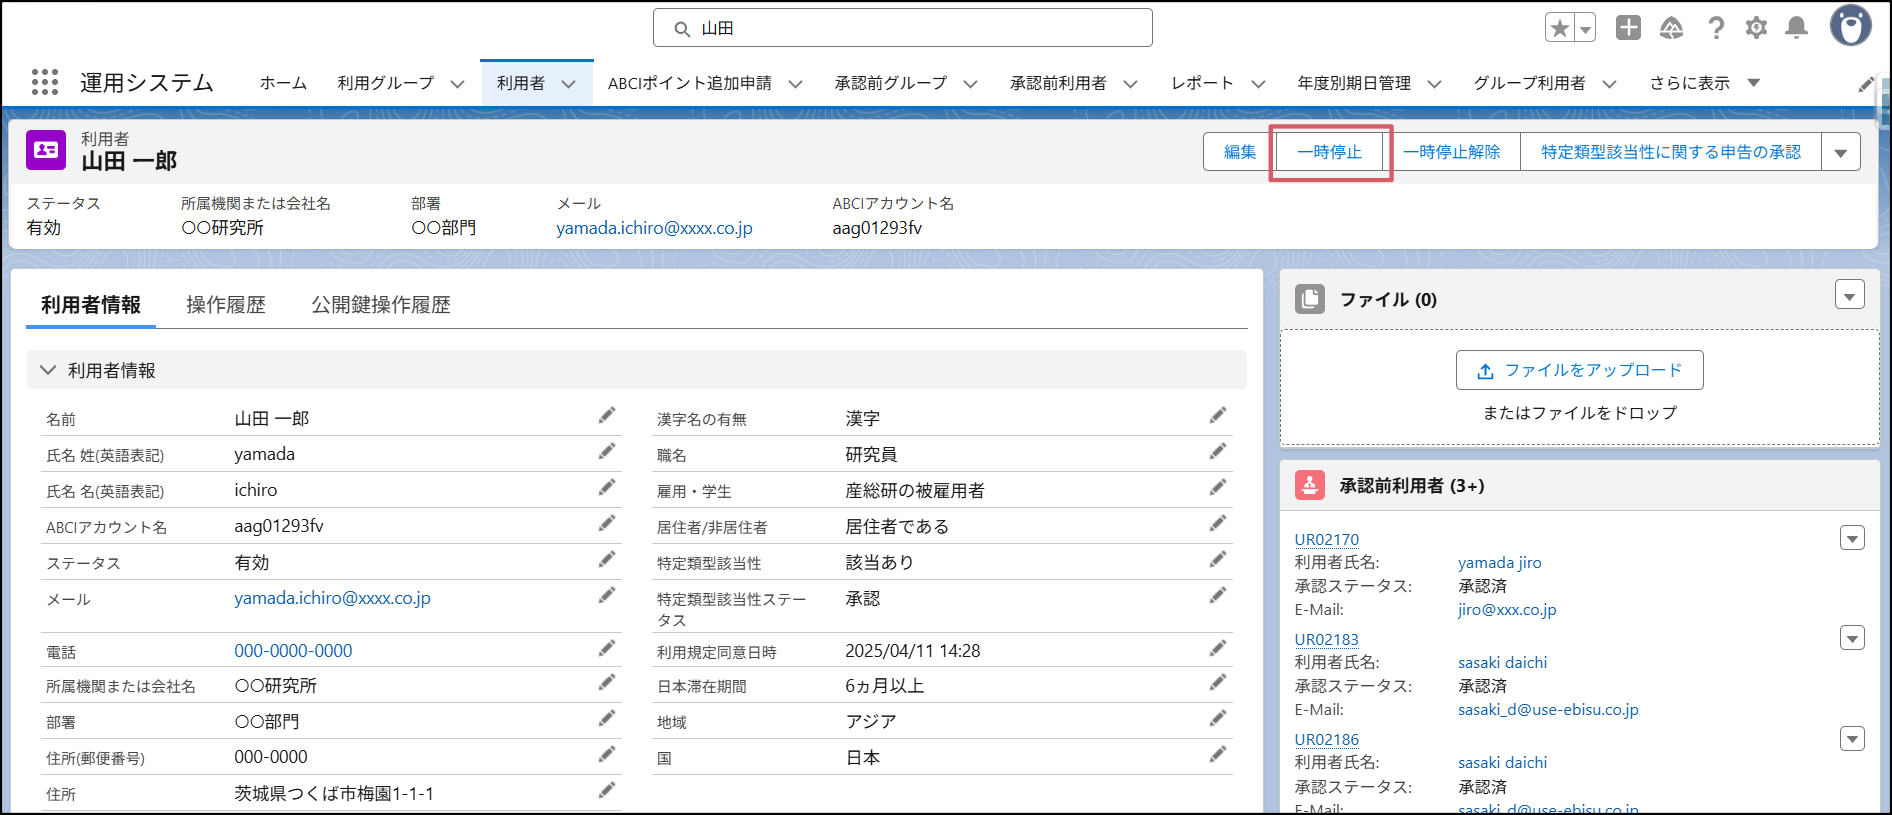 山田
運用システム
ホーム 利用グループ 利用者 ABCIポイント追加申請 承認前グループ 承認前利用者 レポート 年度別期日管理 グループ利用者 さらに表示
利用者
山田 一郎
編集 一時停止 一時停止解除 特定類型該当性に関する申告の承認
ステータス 所属機関または会社名 部署 メール ABCIアカウント名
有効 〇〇研究所 〇〇部門 yamada.ichiro@xxxx.co.jp aag01293fv
利用者情報 操作履歴 公開鍵操作履歴
利用者情報
名前 山田 一郎
氏名 姓(英語表記) yamada
氏名 名(英語表記) ichiro
ABCIアカウント名 aag01293fv
ステータス 有効
メール yamada.ichiro@xxxx.co.jp
電話 000-0000-0000
所属機関または会社名 〇〇研究所
部署 〇〇部門
住所(郵便番号) 000-0000
住所 茨城県つくば市梅園1-1-1
漢字名の有無 漢字
職名 研究員
雇用・学生 産総研の被雇用者
居住者/非居住者 居住者である
特定類型該当性 該当あり
特定類型該当性ステー 承認
タス
利用規定同意日時 2025/04/11 14:28
日本滞在期間 6ヵ月以上
地域 アジア
国 日本
ファイル (0)
ファイルをアップロード
またはファイルをドロップ
承認前利用者 (3+)
UR02170
利用者氏名: yamada jiro
承認ステータス: 承認済
E-Mail: jiro@xxx.co.jp
UR02183
利用者氏名: sasaki daichi
承認ステータス: 承認済
E-Mail: sasaki_d@use-ebisu.co.jp
UR02186
利用者氏名: sasaki daichi
承認ステータス: 承認済
E-Mail: sasaki_d@use-ebisu.co.jp